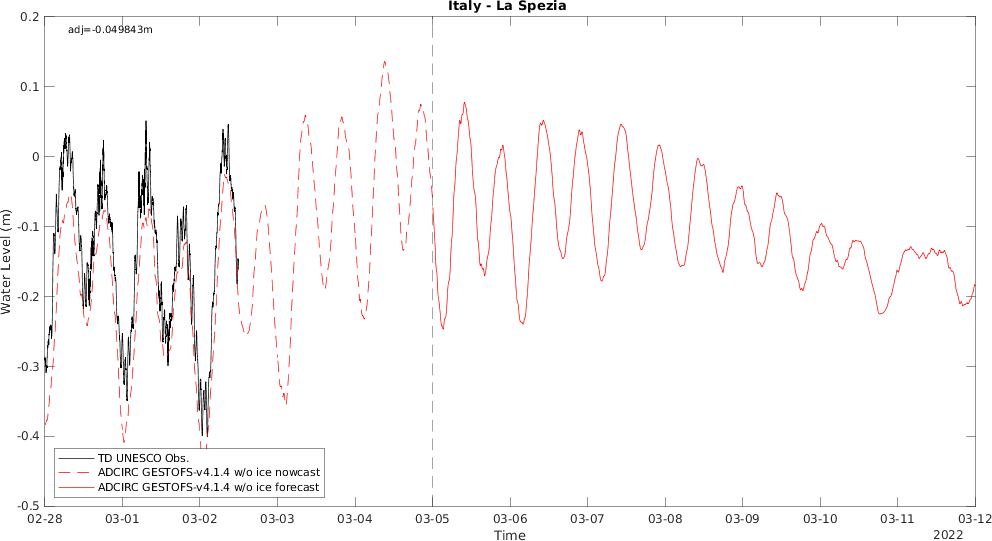 Italy - La Spezia
adj=-0.049843m
0.2
0.1
0
-0.1
-0.2
-0.3
-0.4
-0.5
Water Level (m)
TD UNESCO Obs.
ADCIRC GESTOFS-v4.1.4 w/o ice nowcast
ADCIRC GESTOFS-v4.1.4 w/o ice forecast
02-28 03-01 03-02 03-03 03-04 03-05 03-06 03-07 03-08 03-09 03-10 03-11 03-12
Time
2022